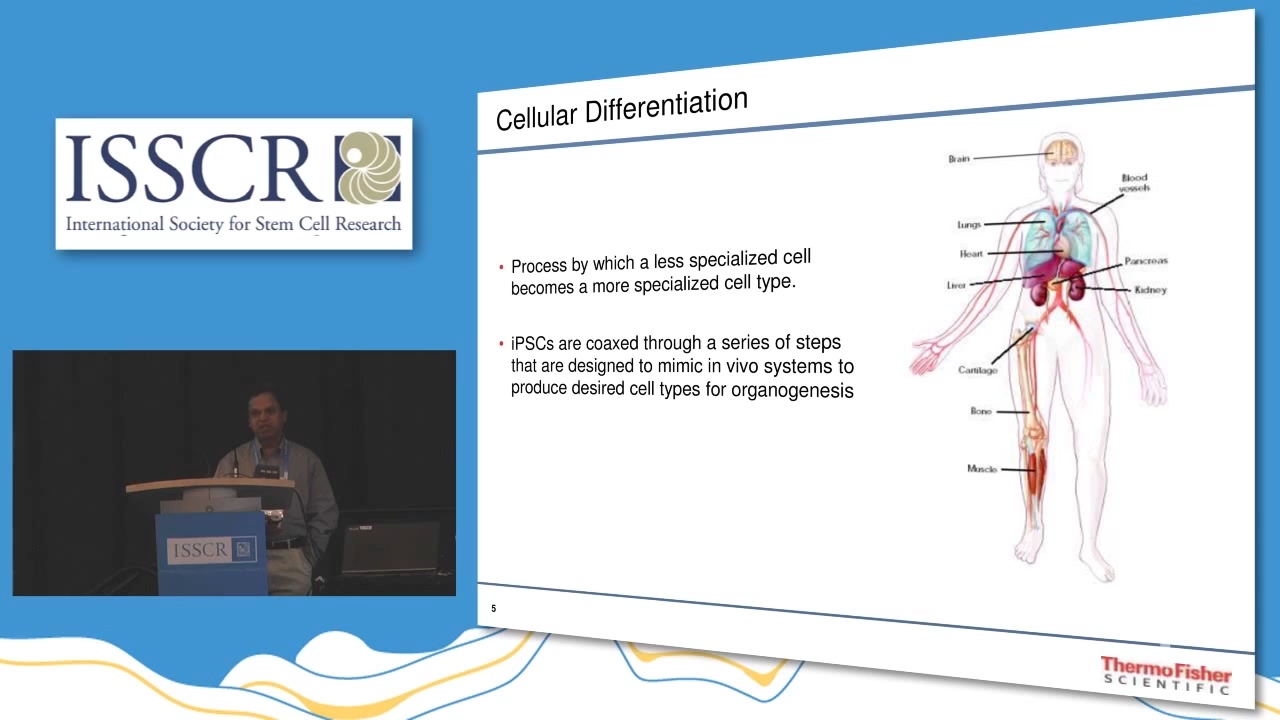 ISSCR
International Society for Stem Cell Research
ISSCR
Cellular Differentiation
• Process by which a less specialized cell
becomes a more specialized cell type.
• iPSCs are coaxed through a series of steps
that are designed to mimic in vivo systems to
produce desired cell types for organogenesis
Brain
Blood
vessels
Lungs
Heart
Pancreas
Liver
Kidney
Cartilage
Bone
Muscle
5
ThermoFisher
SCIENTIFIC